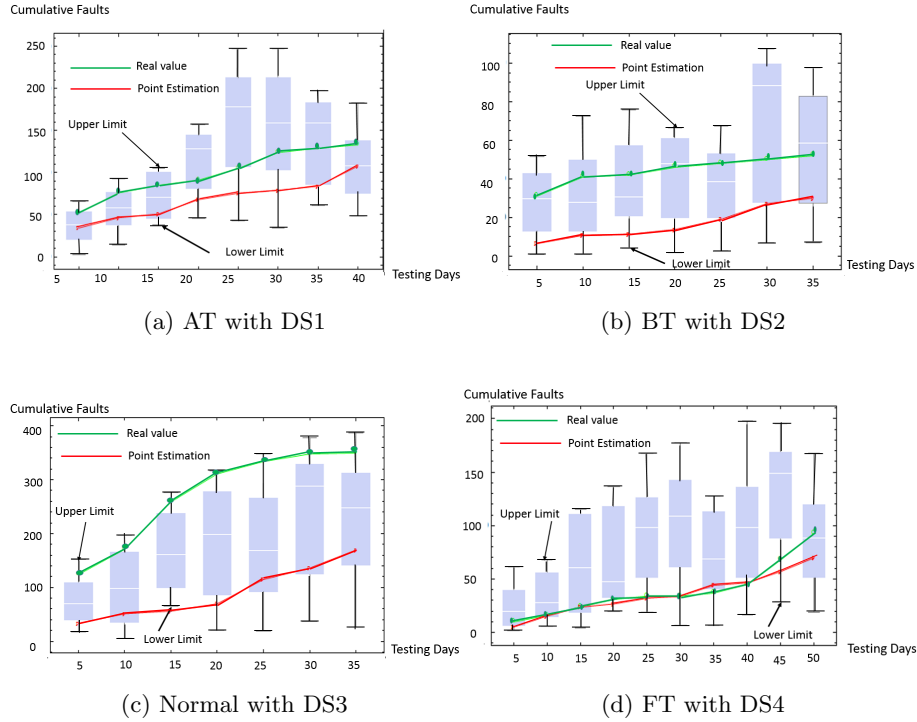 Cumulative Faults
250
200
150
100
50
0
Real value
Point Estimation
Upper Limit
Lower Limit
5 10 15 20 25 30 35 40
Testing Days
(a) AT with DS1
Cumulative Faults
100
80
60
40
20
0
Real value
Point Estimation
Upper Limit
Lower Limit
5 10 15 20 25 30 35
Testing Days
(b) BT with DS2
Cumulative Faults
400
300
200
100
0
Real value
Point Estimation
Upper Limit
Lower Limit
5 10 15 20 25 30 35
Testing Days
(c) Normal with DS3
Cumulative Faults
200
150
100
50
0
Real value
Point Estimation
Upper Limit
Lower Limit
5 10 15 20 25 30 35 40 45 50
Testing Days
(d) FT with DS4